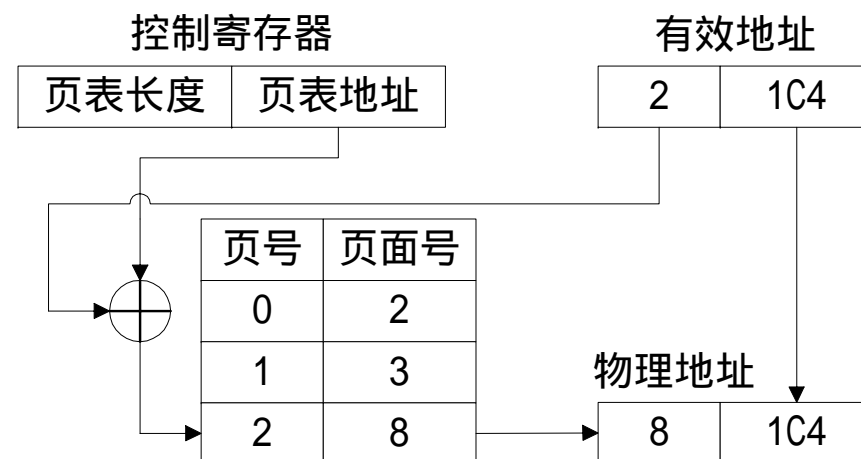 控制寄存器 有效地址
页表长度 页表地址 2 1C4
页号 页面号
0 2
1 3
物理地址
2 8 8 1C4